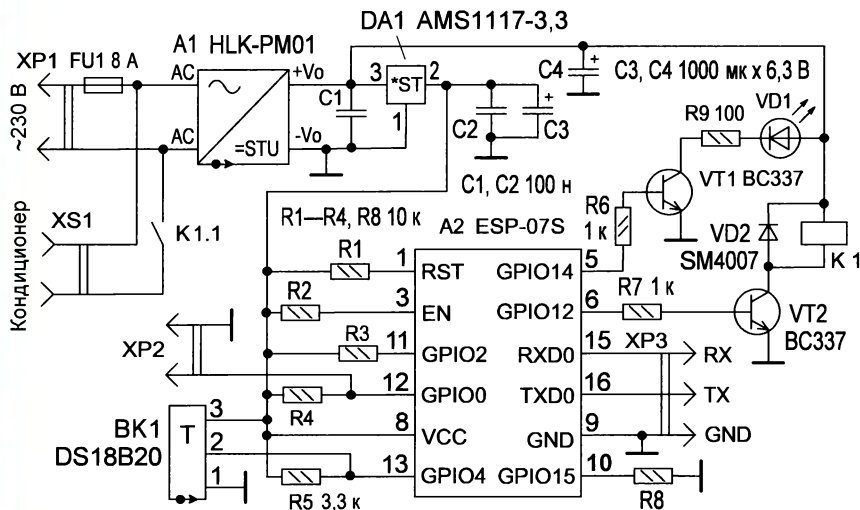 DA1 AMS1117-3,3
XP1 FU1 8 А
A1 HLK-PM01
AC +Vo 3 *ST 2
C4 + C3, C4 1000 мк x 6,3 В
~230 В
C1 1
AC =STU -Vo
C2 + C3
R9 100 VD1
C1, C2 100 н
VT1 BC337
XS1
K1.1
R1—R4, R8 10 к
A2 ESP-07S
R6
1 к
VD2
SM4007
K 1
Кондиционер
R1 1 RST GPIO14 5
R2 3 EN GPIO12 6 R7 1 к
VT2
BC337
R3 11 GPIO2 RXD0 15 XP3 RX
XP2
R4 12 GPIO0 TXD0 16 TX
BK1
DS18B20
T 3 8 VCC GND 9 GND
2
1
R5 3,3 к 13 GPIO4 GPIO15 10 R8